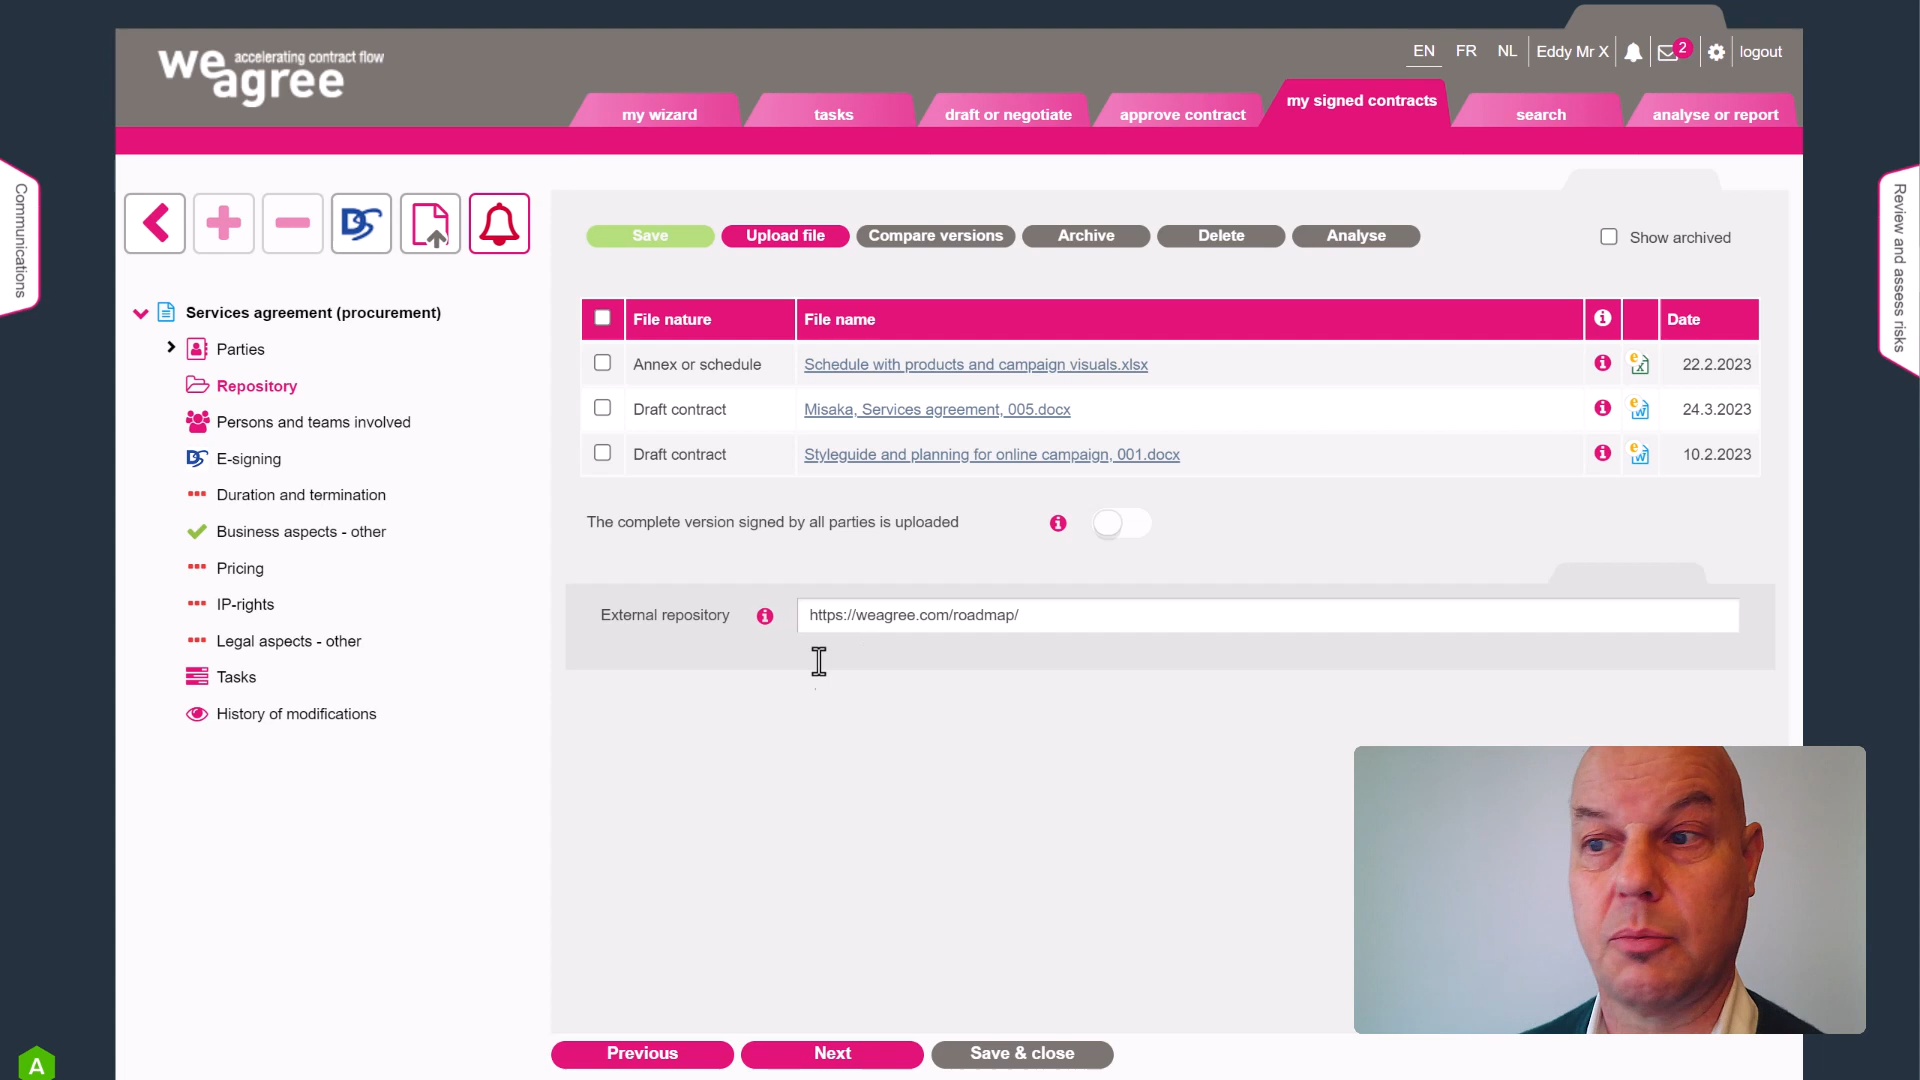 we agree accelerating contract flow
EN FR NL Eddy Mr X 2 logout
my wizard tasks draft or negotiate approve contract my signed contracts search analyse or report
Communications
Review and assess risks
DS
Save Upload file Compare versions Archive Delete Analyse Show archived
Services agreement (procurement)
Parties
Repository
Persons and teams involved
E-signing
Duration and termination
Business aspects - other
Pricing
IP-rights
Legal aspects - other
Tasks
History of modifications
File nature File name Date
Annex or schedule Schedule with products and campaign visuals.xlsx 22.2.2023
Draft contract Misaka, Services agreement, 005.docx 24.3.2023
Draft contract Styleguide and planning for online campaign, 001.docx 10.2.2023
The complete version signed by all parties is uploaded
External repository https://weagree.com/roadmap/
Previous Next Save & close
A